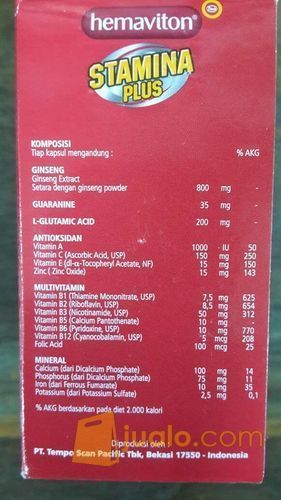 hemaviton®
STAMINA
PLUS
KOMPOSISI
Tiap kapsul mengandung : % AKG
GINSENG
Ginseng Extract
Setara dengan ginseng powder 800 mg -
GUARANINE 35 mg -
L-GLUTAMIC ACID 200 mg -
ANTIOKSIDAN
Vitamin A 1000 IU 50
Vitamin C (Ascorbic Acid, USP) 150 mg 250
Vitamin E (dl-α-Tocopheryl Acetate, NF) 15 mg 150
Zinc ( Zinc Oxide) 15 mg 143
MULTIVITAMIN
Vitamin B1 (Thiamine Mononitrate, USP) 7,5 mg 625
Vitamin B2 (Riboflavin, USP) 8,5 mg 654
Vitamin B3 (Nicotinamide, USP) 50 mg 312
Vitamin B5 (Calcium Pantothenate) 10 mg -
Vitamin B6 (Pyridoxine, USP) 10 mg 770
Vitamin B12 (Cyanocobalamin, USP) 5 mcg 208
Folic Acid 100 mcg 25
MINERAL
Calcium (dari Dicalcium Phosphate) 100 mg 14
Phosphorus (dari Dicalcium Phosphate) 75 mg 11
Iron (dari Ferrous Fumarate) 10 mg 35
Potassium (dari Potassium Sulfate) 2,5 mg 0,1
% AKG berdasarkan pada diet 2.000 kalori
jualo.com
Diproduksi oleh :
PT. Tempo Scan Pacific Tbk, Bekasi 17550 - Indonesia